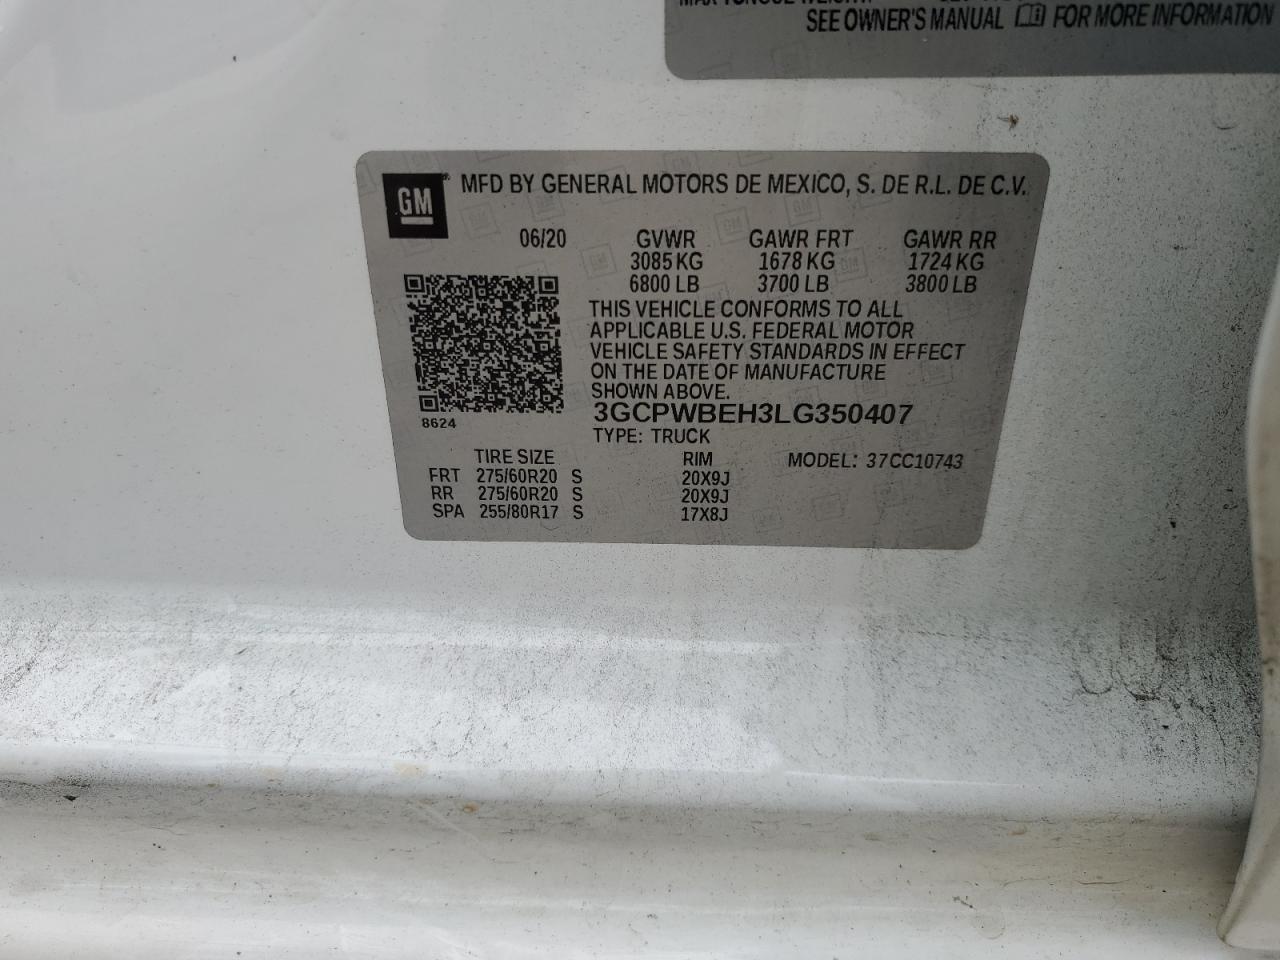 SEE OWNER'S MANUAL FOR MORE INFORMATION
GM
MFD BY GENERAL MOTORS DE MEXICO, S. DE R.L. DE C.V.
06/20 GVWR GAWR FRT GAWR RR
3085 KG 1678 KG 1724 KG
6800 LB 3700 LB 3800 LB
THIS VEHICLE CONFORMS TO ALL
APPLICABLE U.S. FEDERAL MOTOR
VEHICLE SAFETY STANDARDS IN EFFECT
ON THE DATE OF MANUFACTURE
SHOWN ABOVE.
3GCPWBEH3LG350407
8624
TYPE: TRUCK
TIRE SIZE RIM MODEL: 37CC10743
FRT 275/60R20 S 20X9J
RR 275/60R20 S 20X9J
SPA 255/80R17 S 17X8J